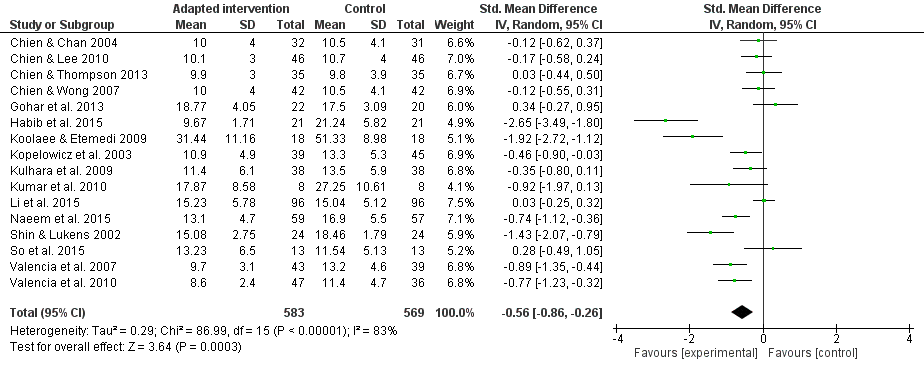 Adapted intervention Control Std. Mean Difference Std. Mean Difference
Study or Subgroup Mean SD Total Mean SD Total Weight IV, Random, 95% CI IV, Random, 95% CI
Chien & Chan 2004 10 4 32 10.5 4.1 31 6.6% -0.12 [-0.62, 0.37]
Chien & Lee 2010 10.1 3 46 10.7 4 46 6.9% -0.17 [-0.58, 0.24]
Chien & Thompson 2013 9.9 3 35 9.8 3.9 35 6.7% 0.03 [-0.44, 0.50]
Chien & Wong 2007 10 4 42 10.5 4.1 42 6.9% -0.12 [-0.55, 0.31]
Gohar et al. 2013 18.77 4.05 22 17.5 3.09 20 6.2% 0.34 [-0.27, 0.95]
Habib et al. 2015 9.67 1.71 21 21.24 5.82 21 5.1% -2.65 [-3.49, -1.80]
Koolaee & Etemedi 2009 31.44 11.16 18 51.33 8.98 18 5.3% -1.92 [-2.72, -1.12]
Kopelowicz et al. 2003 10.9 4.9 39 13.3 5.3 45 6.8% -0.46 [-0.90, -0.03]
Kulhara et al. 2009 11.4 6.1 38 13.5 5.9 38 6.8% -0.35 [-0.80, 0.11]
Kumar et al. 2010 17.87 8.58 8 27.25 10.61 8 4.4% -0.92 [-1.97, 0.13]
Li et al. 2015 15.23 5.78 96 15.04 5.12 96 7.3% 0.03 [-0.25, 0.32]
Naeem et al. 2015 13.1 4.7 59 16.9 5.5 57 7.0% -0.74 [-1.12, -0.36]
Shin & Lukens 2002 15.08 2.75 24 18.46 1.79 24 6.1% -1.43 [-2.07, -0.79]
So et al. 2015 13.23 6.5 13 11.54 5.13 13 5.4% 0.28 [-0.49, 1.05]
Valencia et al. 2007 9.7 3.1 43 13.2 4.6 39 6.8% -0.89 [-1.35, -0.44]
Valencia et al. 2010 8.6 2.4 47 11.4 4.7 36 6.8% -0.77 [-1.23, -0.32]
Total (95% CI) 583 569 100.0% -0.56 [-0.86, -0.26]
Heterogeneity: Tau² = 0.29; Chi² = 86.99, df = 15 (P < 0.00001); I² = 83%
Test for overall effect: Z = 3.64 (P = 0.0003)
-4 -2 0 2 4
Favours [experimental] Favours [control]